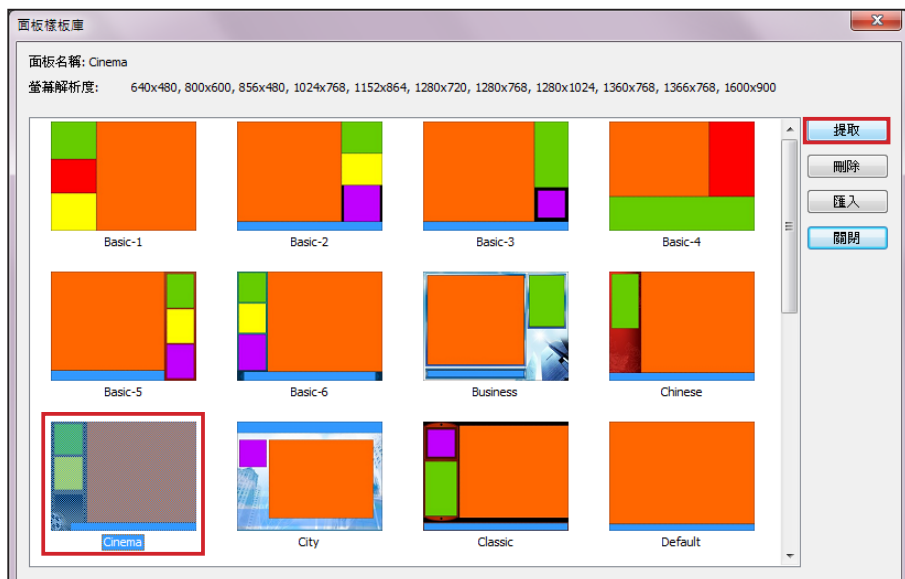 面板樣板庫
面板名稱: Cinema
螢幕解析度: 640x480, 800x600, 856x480, 1024x768, 1152x864, 1280x720, 1280x768, 1280x1024, 1360x768, 1366x768, 1600x900
提取
刪除
匯入
關閉
Basic-1 Basic-2 Basic-3 Basic-4
Basic-5 Basic-6 Business Chinese
Cinema City Classic Default